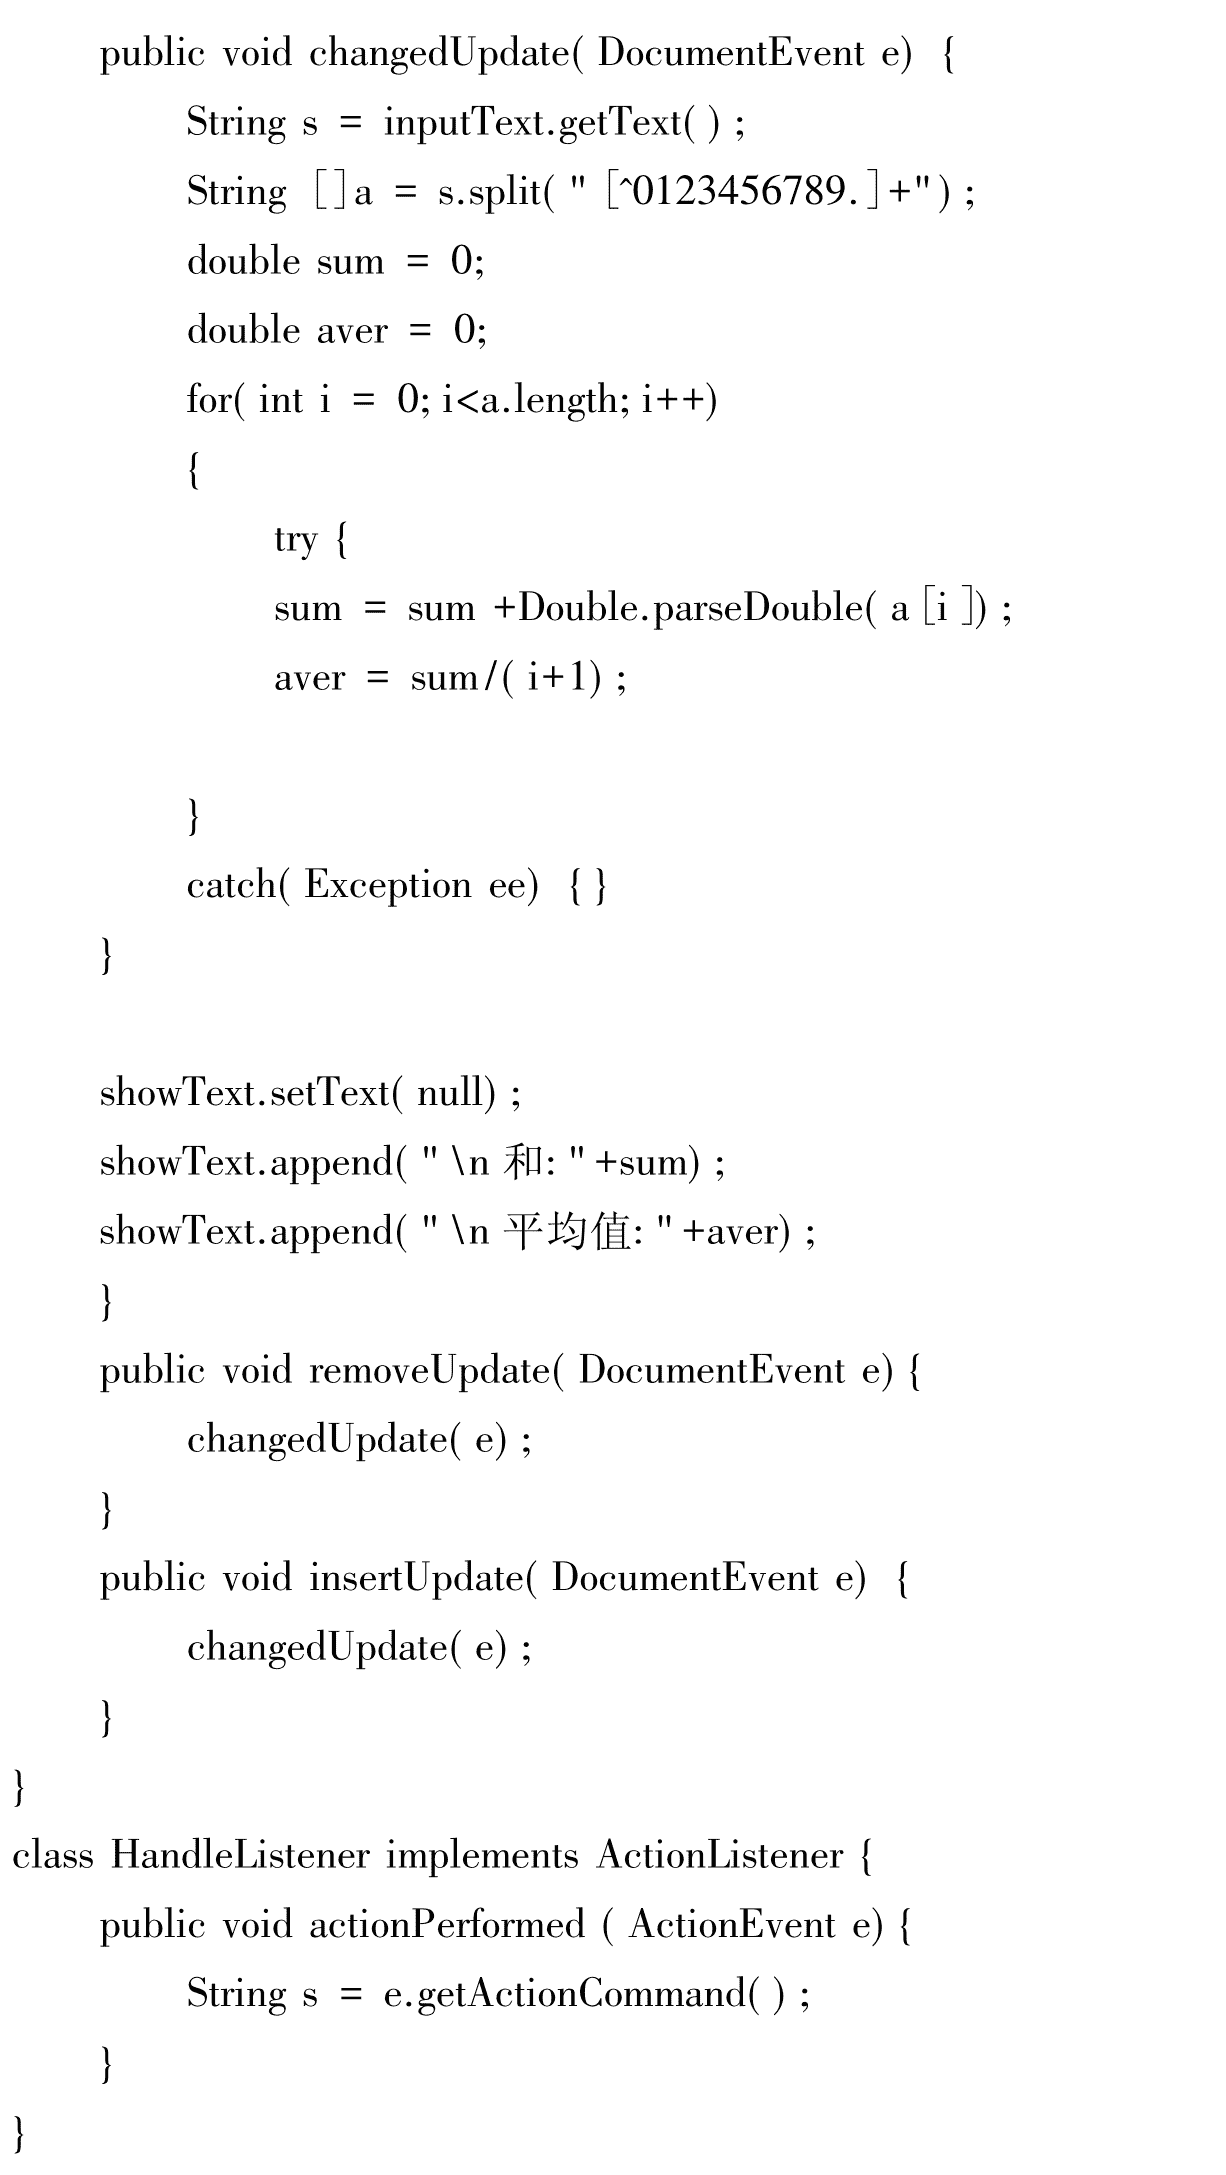 public void changedUpdate( DocumentEvent e) {
String s = inputText.getText( ) ;
String [ ]a = s.split( " [^0123456789. ]+" ) ;
double sum = 0;
double aver = 0;
for( int i = 0; i<a.length; i++)
{
try {
sum = sum +Double.parseDouble( a [i ]) ;
aver = sum/( i+1) ;
}
catch( Exception ee) { }
}
showText.setText( null) ;
showText.append( " \n 和: "+sum) ;
showText.append( " \n 平均值: "+aver) ;
}
public void removeUpdate( DocumentEvent e) {
changedUpdate( e) ;
}
public void insertUpdate( DocumentEvent e) {
changedUpdate( e) ;
}
}
class HandleListener implements ActionListener {
public void actionPerformed ( ActionEvent e) {
String s = e.getActionCommand( ) ;
}
}